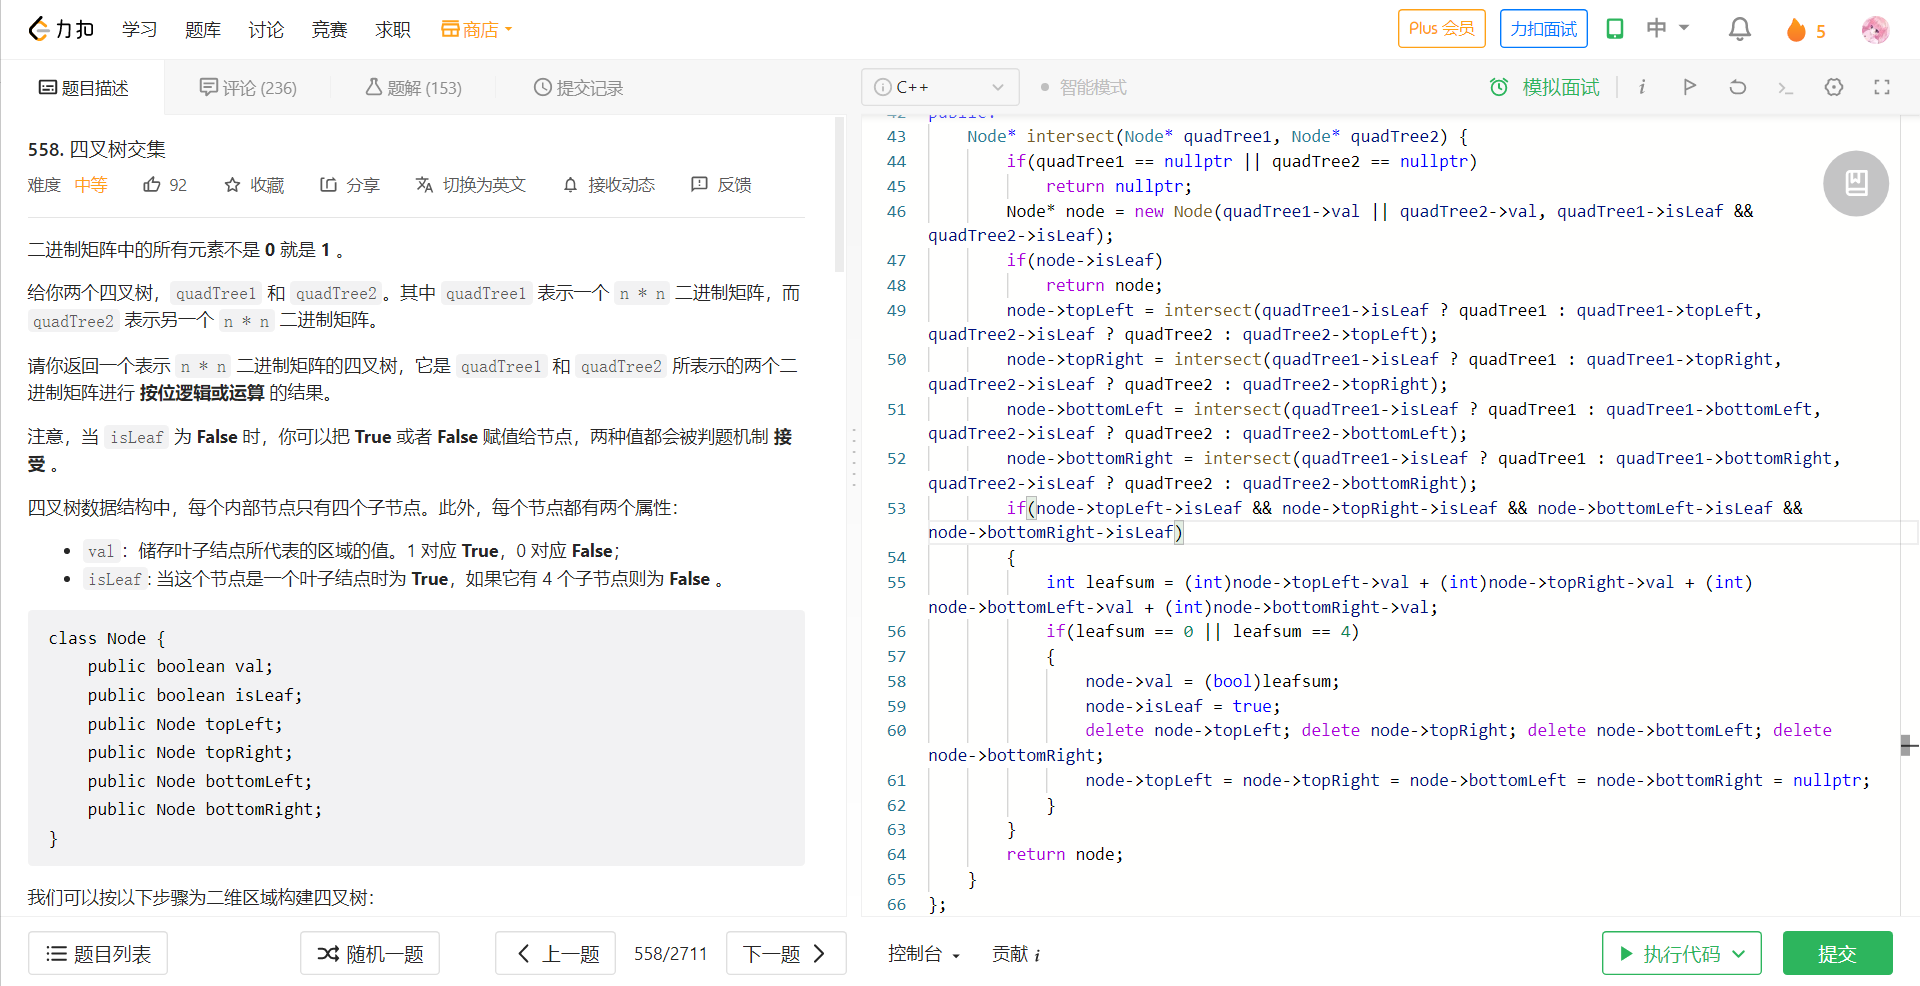 力扣 学习 题库 讨论 竞赛 求职 商店 Plus 会员 力扣面试 中 5
题目描述 评论 (236) 题解 (153) 提交记录
558. 四叉树交集
难度 中等 92 收藏 分享 切换为英文 接收动态 反馈
二进制矩阵中的所有元素不是 0 就是 1 。
给你两个四叉树，quadTree1 和 quadTree2。其中 quadTree1 表示一个 n * n 二进制矩阵，而
quadTree2 表示另一个 n * n 二进制矩阵。
请你返回一个表示 n * n 二进制矩阵的四叉树，它是 quadTree1 和 quadTree2 所表示的两个二
进制矩阵进行 按位逻辑或运算 的结果。
注意，当 isLeaf 为 False 时，你可以把 True 或者 False 赋值给节点，两种值都会被判题机制 接
受 。
四叉树数据结构中，每个内部节点只有四个子节点。此外，每个节点都有两个属性：
• val：储存叶子结点所代表的区域的值。1 对应 True，0 对应 False；
• isLeaf: 当这个节点是一个叶子结点时为 True，如果它有 4 个子节点则为 False 。
class Node {
    public boolean val;
    public boolean isLeaf;
    public Node topLeft;
    public Node topRight;
    public Node bottomLeft;
    public Node bottomRight;
}
我们可以按以下步骤为二维区域构建四叉树：
题目列表 随机一题 上一题 558/2711 下一题
C++ 智能模式 模拟面试 i
42 public:
43     Node* intersect(Node* quadTree1, Node* quadTree2) {
44         if(quadTree1 == nullptr || quadTree2 == nullptr)
45             return nullptr;
46         Node* node = new Node(quadTree1->val || quadTree2->val, quadTree1->isLeaf &&
quadTree2->isLeaf);
47         if(node->isLeaf)
48             return node;
49         node->topLeft = intersect(quadTree1->isLeaf ? quadTree1 : quadTree1->topLeft,
quadTree2->isLeaf ? quadTree2 : quadTree2->topLeft);
50         node->topRight = intersect(quadTree1->isLeaf ? quadTree1 : quadTree1->topRight,
quadTree2->isLeaf ? quadTree2 : quadTree2->topRight);
51         node->bottomLeft = intersect(quadTree1->isLeaf ? quadTree1 : quadTree1->bottomLeft,
quadTree2->isLeaf ? quadTree2 : quadTree2->bottomLeft);
52         node->bottomRight = intersect(quadTree1->isLeaf ? quadTree1 : quadTree1->bottomRight,
quadTree2->isLeaf ? quadTree2 : quadTree2->bottomRight);
53         if(node->topLeft->isLeaf && node->topRight->isLeaf && node->bottomLeft->isLeaf &&
node->bottomRight->isLeaf)
54         {
55             int leafsum = (int)node->topLeft->val + (int)node->topRight->val + (int)
node->bottomLeft->val + (int)node->bottomRight->val;
56             if(leafsum == 0 || leafsum == 4)
57             {
58                 node->val = (bool)leafsum;
59                 node->isLeaf = true;
60                 delete node->topLeft; delete node->topRight; delete node->bottomLeft; delete
node->bottomRight;
61                 node->topLeft = node->topRight = node->bottomLeft = node->bottomRight = nullptr;
62             }
63         }
64         return node;
65     }
66 };
控制台 贡献 i 执行代码 提交